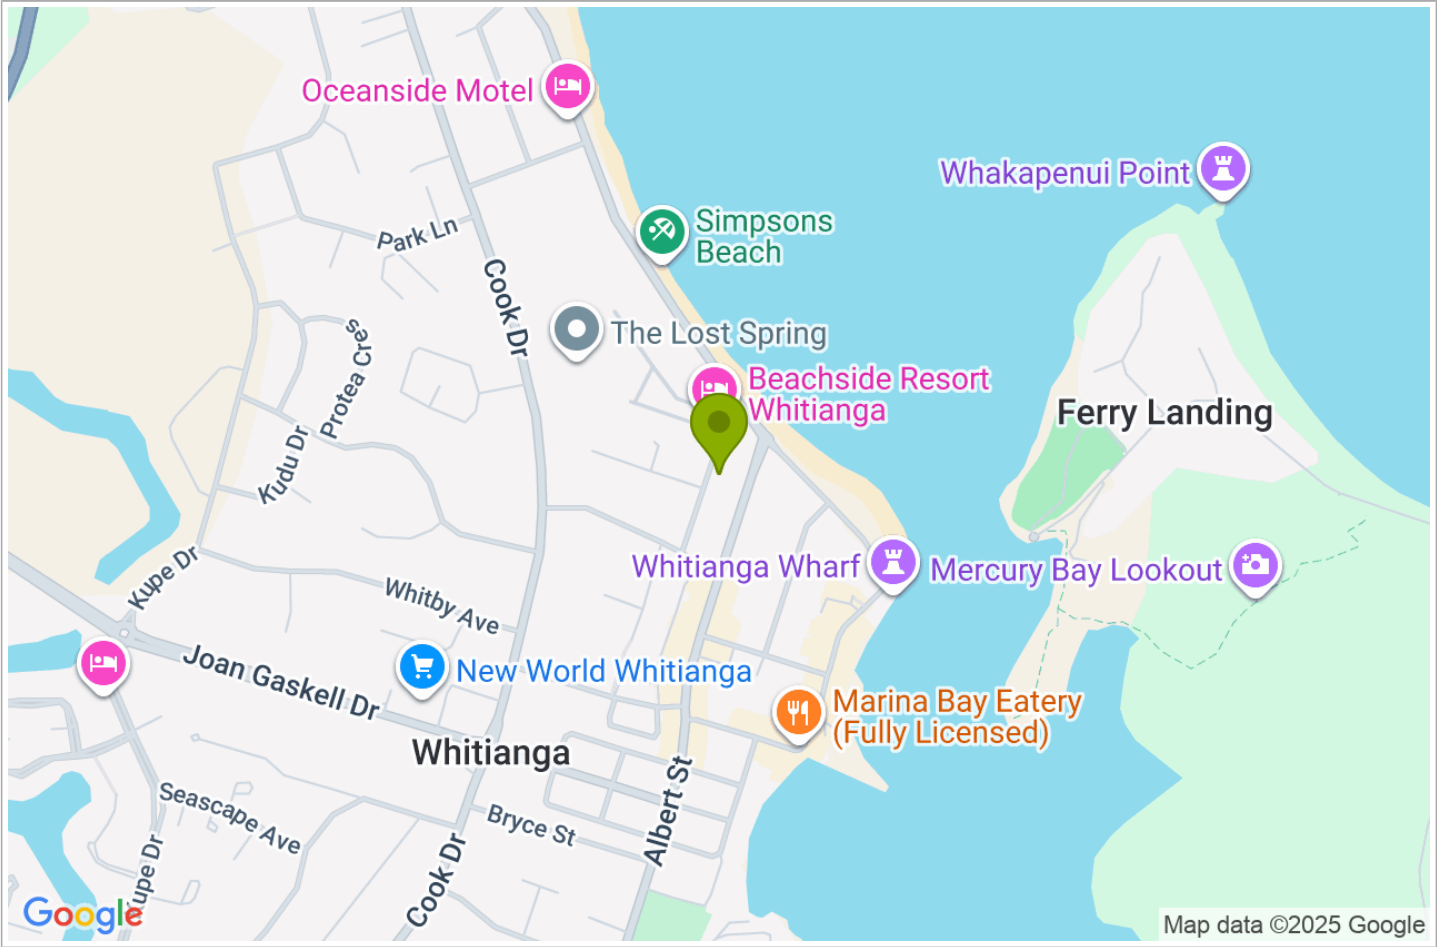 Oceanside Motel
Whakapenui Point
Simpsons
Beach
Park Ln
Cook Dr
The Lost Spring
Protea Cres
Beachside Resort
Whitianga
Ferry Landing
Kudu Dr
Whitianga Wharf
Mercury Bay Lookout
Kupe Dr
Whitby Ave
Joan Gaskell Dr
New World Whitianga
Marina Bay Eatery
(Fully Licensed)
Whitianga
Albert St
Seascape Ave
Bryce St
Kupe Dr
Cook Dr
Google
Map data ©2025 Google